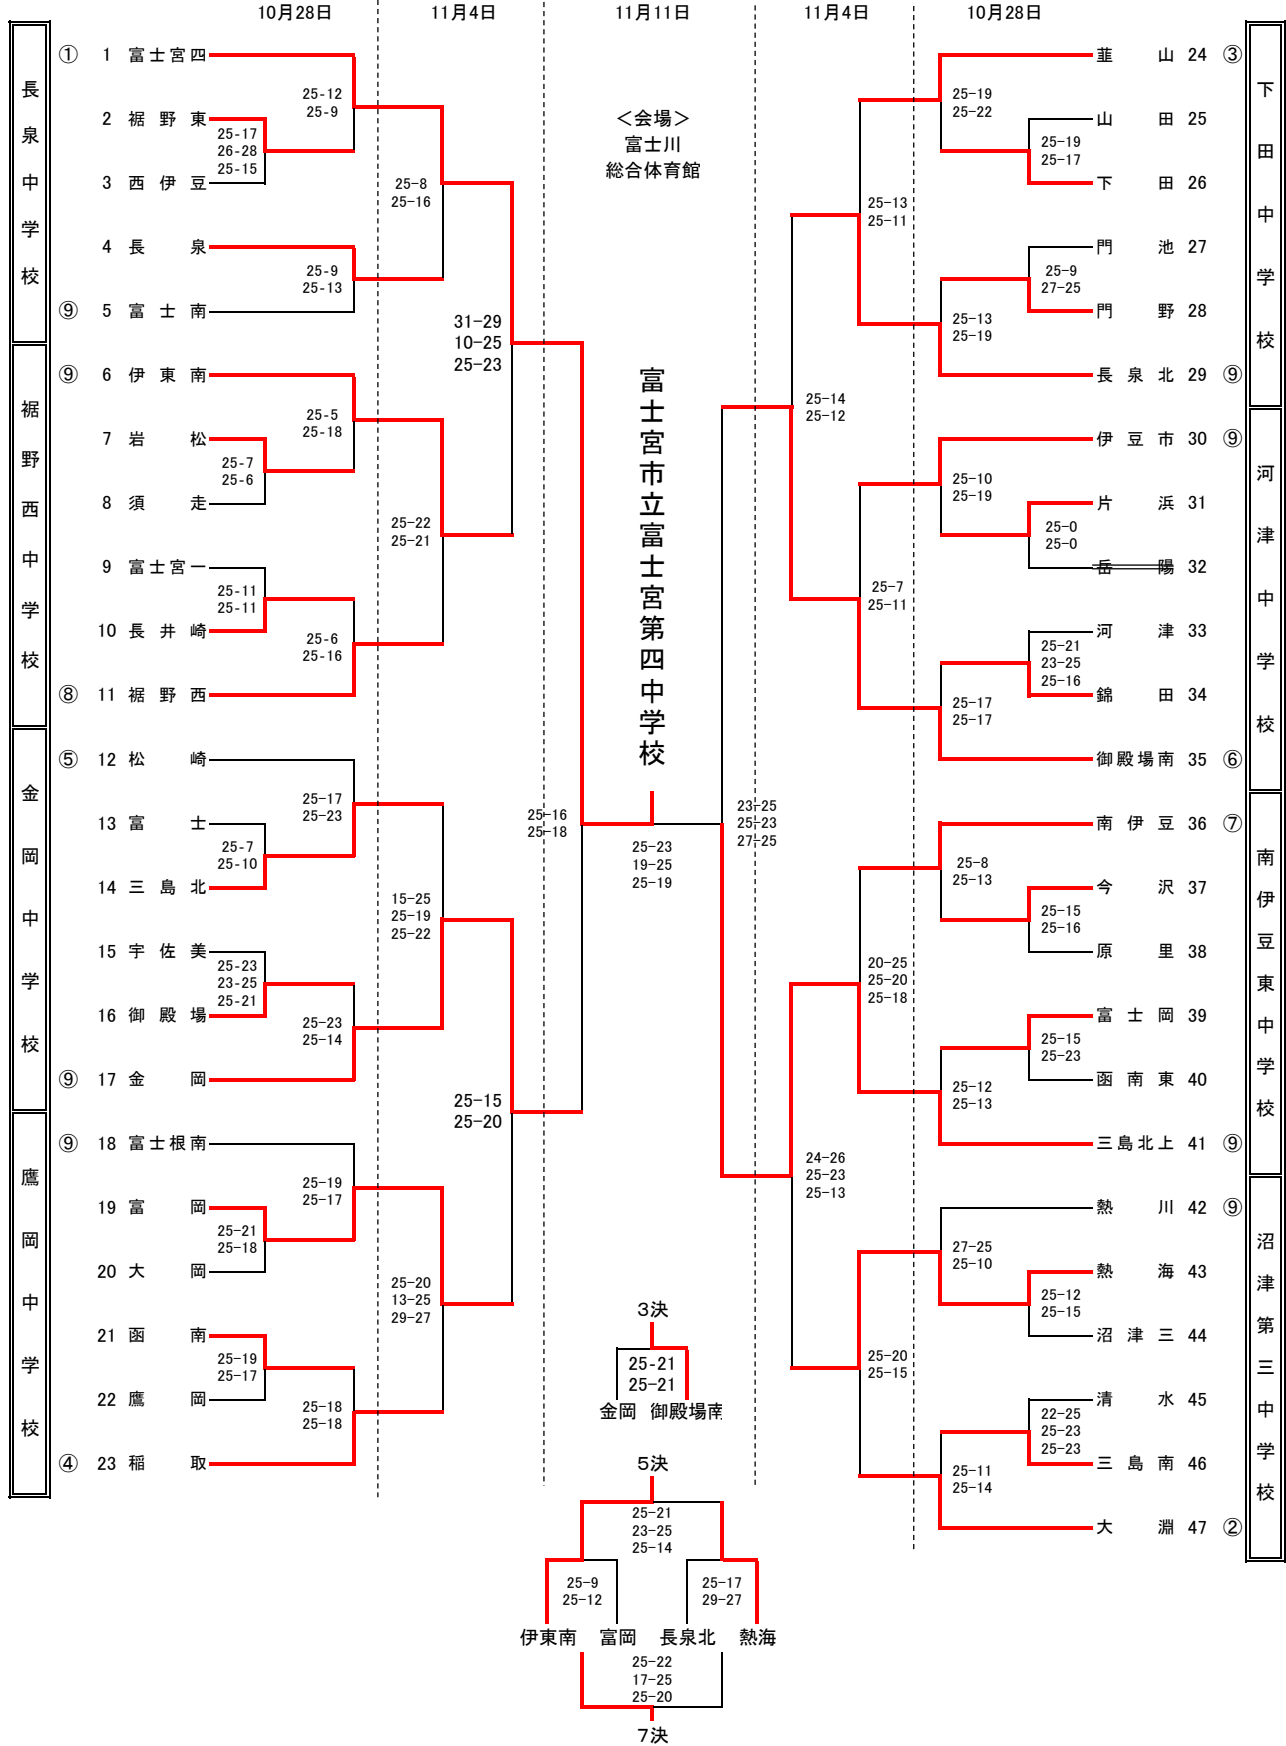 10月28日 11月4日 11月11日 11月4日 10月28日
長泉中学校
① 1 富士宮四
25-12
25-9
2 裾野東
25-17
26-28
25-15
3 西伊豆
25-8
25-16
4 長泉
25-9
25-13
⑨ 5 富士南
31-29
10-25
25-23
裾野西中学校
⑨ 6 伊東南
25-5
25-18
7 岩松
25-7
25-6
8 須走
25-22
25-21
9 富士宮一
25-11
25-11
10 長井崎
25-6
25-16
⑧ 11 裾野西
金岡中学校
⑤ 12 松崎
25-17
25-23
13 富士
25-7
25-10
14 三島北
15-25
25-19
25-22
15 宇佐美
25-23
23-25
25-21
16 御殿場
25-23
25-14
⑨ 17 金岡
25-15
25-20
鷹岡中学校
⑨ 18 富士根南
25-19
25-17
19 富岡
25-21
25-18
20 大岡
25-20
13-25
29-27
21 函南
25-19
25-17
22 鷹岡
25-18
25-18
④ 23 稲取
25-16
25-18
<会場>
富士川
総合体育館
富士宮市立富士宮第四中学校
25-23
19-25
25-19
23-25
25-23
27-25
下田中学校
韮山 24 ③
25-19
25-22
山田 25
25-19
25-17
下田 26
25-13
25-11
門池 27
25-9
27-25
門野 28
25-13
25-19
長泉北 29 ⑨
25-14
25-12
河津中学校
伊豆市 30 ⑨
25-10
25-19
片浜 31
25-0
25-0
岳陽 32
25-7
25-11
河津 33
25-21
23-25
25-16
錦田 34
25-17
25-17
御殿場南 35 ⑥
南伊豆東中学校
南伊豆 36 ⑦
25-8
25-13
今沢 37
25-15
25-16
原里 38
20-25
25-20
25-18
富士岡 39
25-15
25-23
函南東 40
25-12
25-13
三島北上 41 ⑨
24-26
25-23
25-13
沼津第三中学校
熱川 42 ⑨
27-25
25-10
熱海 43
25-12
25-15
沼津三 44
25-20
25-15
清水 45
22-25
25-23
25-23
三島南 46
25-11
25-14
大淵 47 ②
3決
25-21
25-21
金岡 御殿場南
5決
25-21
23-25
25-14
25-9
25-12
25-17
29-27
伊東南 富岡 長泉北 熱海
25-22
17-25
25-20
7決